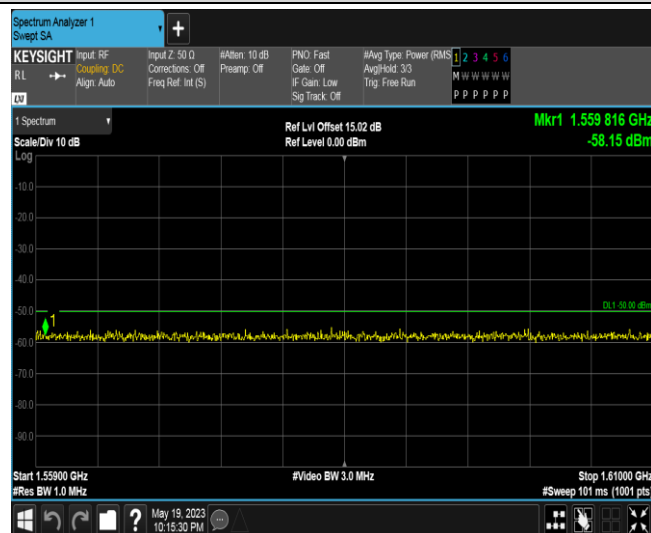 Spectrum Analyzer 1
Swept SA
+
KEYSIGHT Input: RF Input Z: 50 Ω #Atten: 10 dB PNO: Fast #Avg Type: Power (RMS 1 2 3 4 5 6
RL Coupling: DC Corrections: Off Preamp: Off Gate: Off Avg|Hold: 3/3 M W W W W W
Align: Auto Freq Ref: Int (S) IF Gain: Low Trig: Free Run
Sig Track: Off P P P P P P
LXI
1 Spectrum Ref Lvl Offset 15.02 dB Mkr1 1.559 816 GHz
Scale/Div 10 dB Ref Level 0.00 dBm -58.15 dBm
Log
-10.0
-20.0
-30.0
-40.0
-50.0 DL1 -50.00 dBm
1
-60.0
-70.0
-80.0
-90.0
Start 1.55900 GHz #Video BW 3.0 MHz Stop 1.61000 GHz
#Res BW 1.0 MHz #Sweep 101 ms (1001 pts)
? May 19, 2023
10:15:30 PM